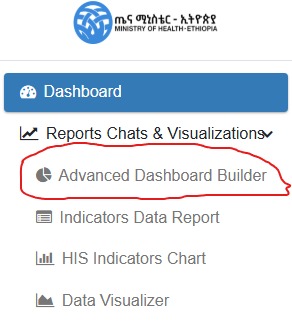 ጤና ሚኒስቴር - ኢትዮጵያ
MINISTRY OF HEALTH-ETHIOPIA
Dashboard
Reports Chats & Visualizations
Advanced Dashboard Builder
Indicators Data Report
HIS Indicators Chart
Data Visualizer